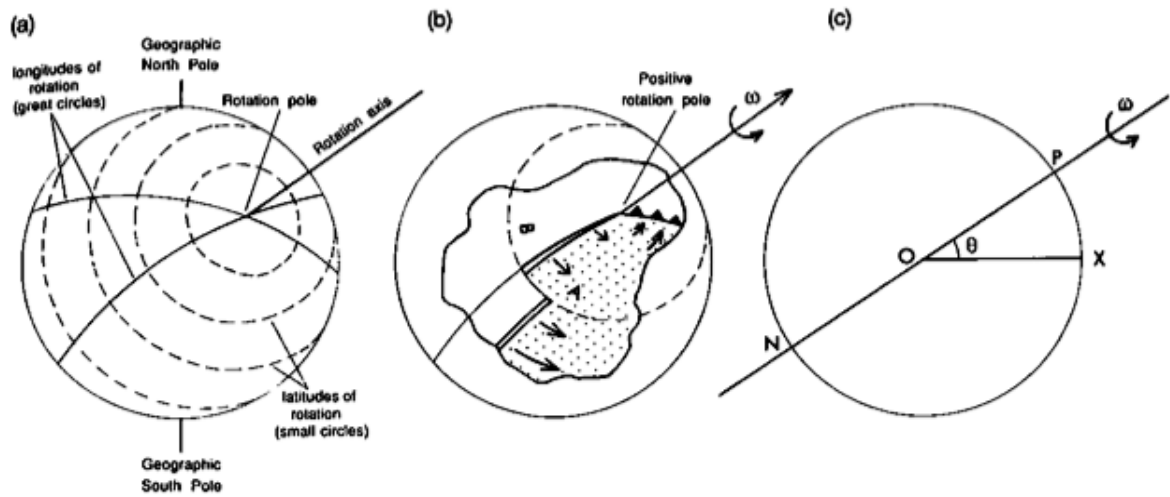 (a)
Geographic
North Pole
longitudes of
rotation
(great circles)
Rotation pole
Rotation axis
latitudes of
rotation
(small circles)
Geographic
South Pole
(b)
Positive
rotation pole
ω
B
A
(c)
ω
P
O
θ
X
N